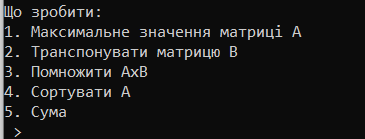 Що зробити:
1. Максимальне значення матриці A
2. Транспонувати матрицю B
3. Помножити AxB
4. Сортувати A
5. Сума
>